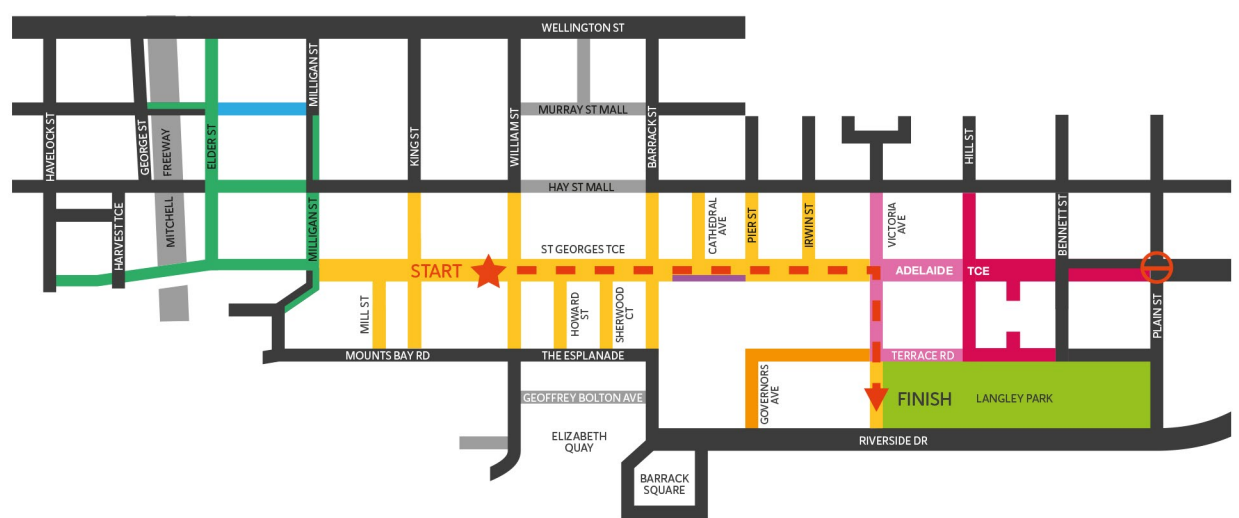 WELLINGTON ST
MILLIGAN ST
MURRAY ST MALL
HAVELOCK ST
GEORGE ST
FREEWAY
ELDER ST
KING ST
WILLIAM ST
BARRACK ST
HILL ST
HAY ST MALL
HARVEST TCE
MITCHELL
MILLIGAN ST
ST GEORGES TCE
CATHEDRAL
AVE
PIER ST
IRWIN ST
VICTORIA
AVE
BENNETT ST
START
ADELAIDE TCE
MILL ST
HOWARD
ST
SHERWOOD
CT
PLAIN ST
MOUNTS BAY RD
THE ESPLANADE
TERRACE RD
GEOFFREY BOLTON AVE
GOVERNORS
AVE
FINISH
LANGLEY PARK
ELIZABETH
QUAY
RIVERSIDE DR
BARRACK
SQUARE